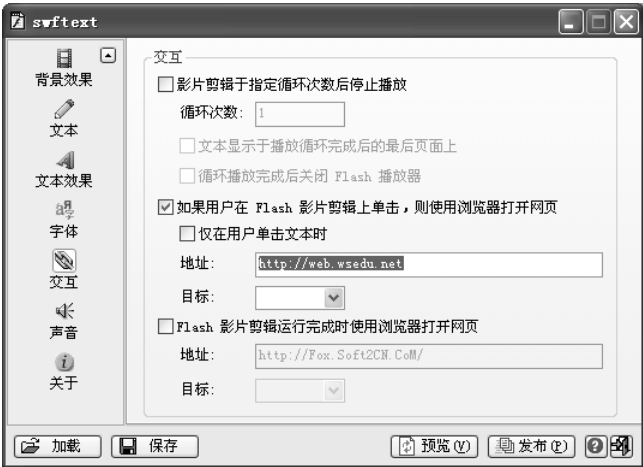 swftext
背景效果
文本
文本效果
字体
交互
声音
关于
交互
影片剪辑于指定循环次数后停止播放
循环次数: 1
文本显示于播放循环完成后的最后页面上
循环播放完成后关闭 Flash 播放器
如果用户在 Flash 影片剪辑上单击,则使用浏览器打开网页
仅在用户单击文本时
地址: http://web.wsedu.net
目标:
Flash 影片剪辑运行完成时使用浏览器打开网页
地址: http://Fox.Soft2CN.CoM/
目标:
加载 保存 预览(V) 发布(P)